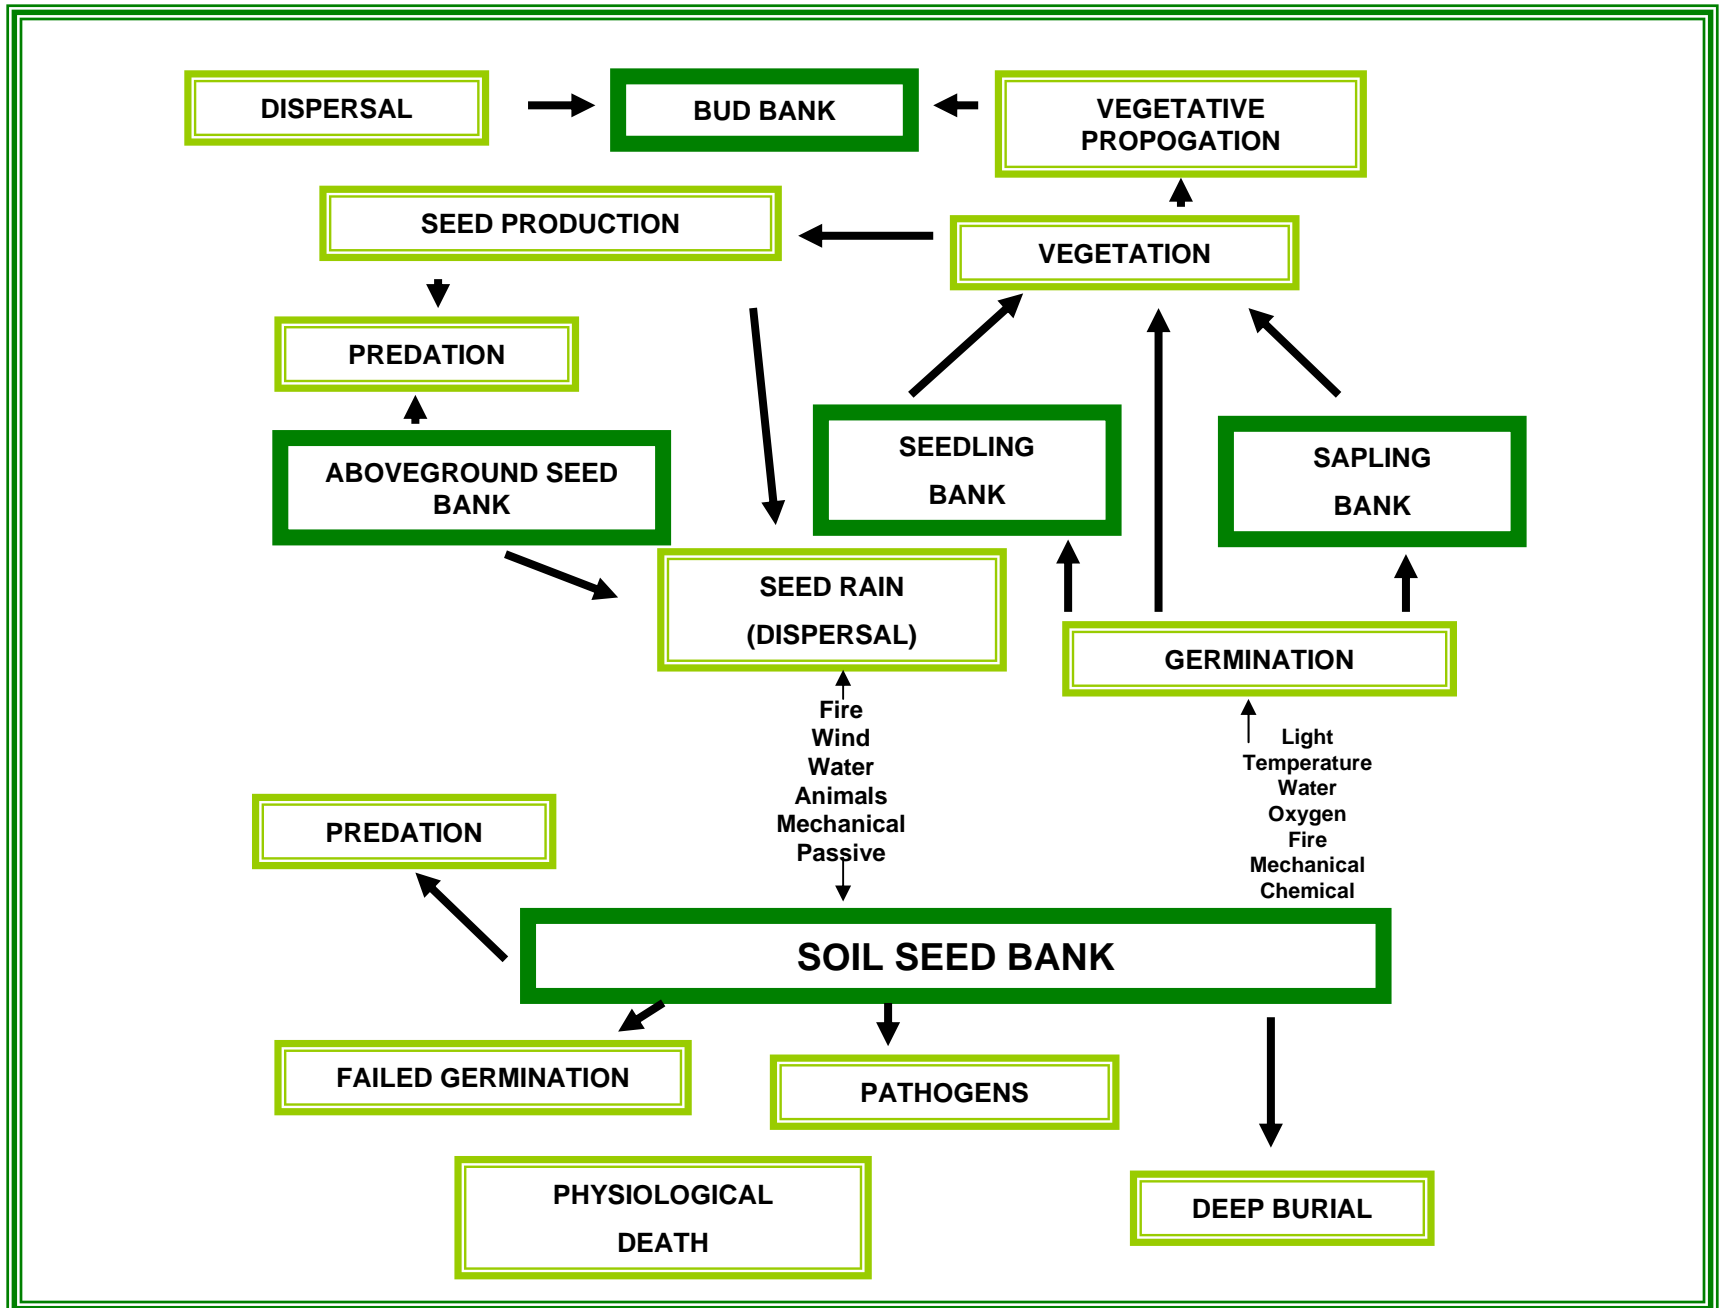 DISPERSAL
BUD BANK
VEGETATIVE
PROPOGATION
SEED PRODUCTION
VEGETATION
PREDATION
ABOVEGROUND SEED
BANK
SEEDLING
BANK
SAPLING
BANK
SEED RAIN
(DISPERSAL)
GERMINATION
Fire
Wind
Water
Animals
Mechanical
Passive
Light
Temperature
Water
Oxygen
Fire
Mechanical
Chemical
PREDATION
SOIL SEED BANK
FAILED GERMINATION
PATHOGENS
PHYSIOLOGICAL
DEATH
DEEP BURIAL